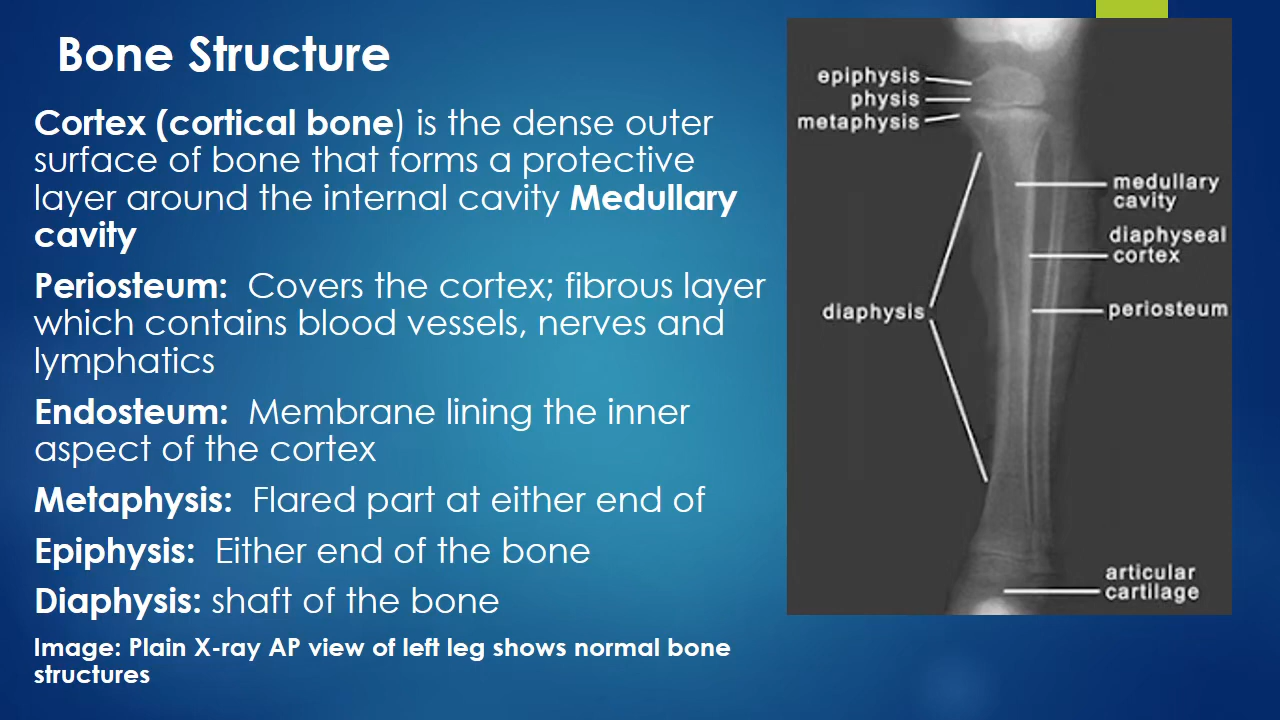 Bone Structure
Cortex (cortical bone) is the dense outer
surface of bone that forms a protective
layer around the internal cavity Medullary
cavity
Periosteum: Covers the cortex; fibrous layer
which contains blood vessels, nerves and
lymphatics
Endosteum: Membrane lining the inner
aspect of the cortex
Metaphysis: Flared part at either end of
Epiphysis: Either end of the bone
Diaphysis: shaft of the bone
Image: Plain X-ray AP view of left leg shows normal bone
structures
epiphysis
physis
metaphysis
medullary
cavity
diaphyseal
cortex
diaphysis
periosteum
articular
cartilage